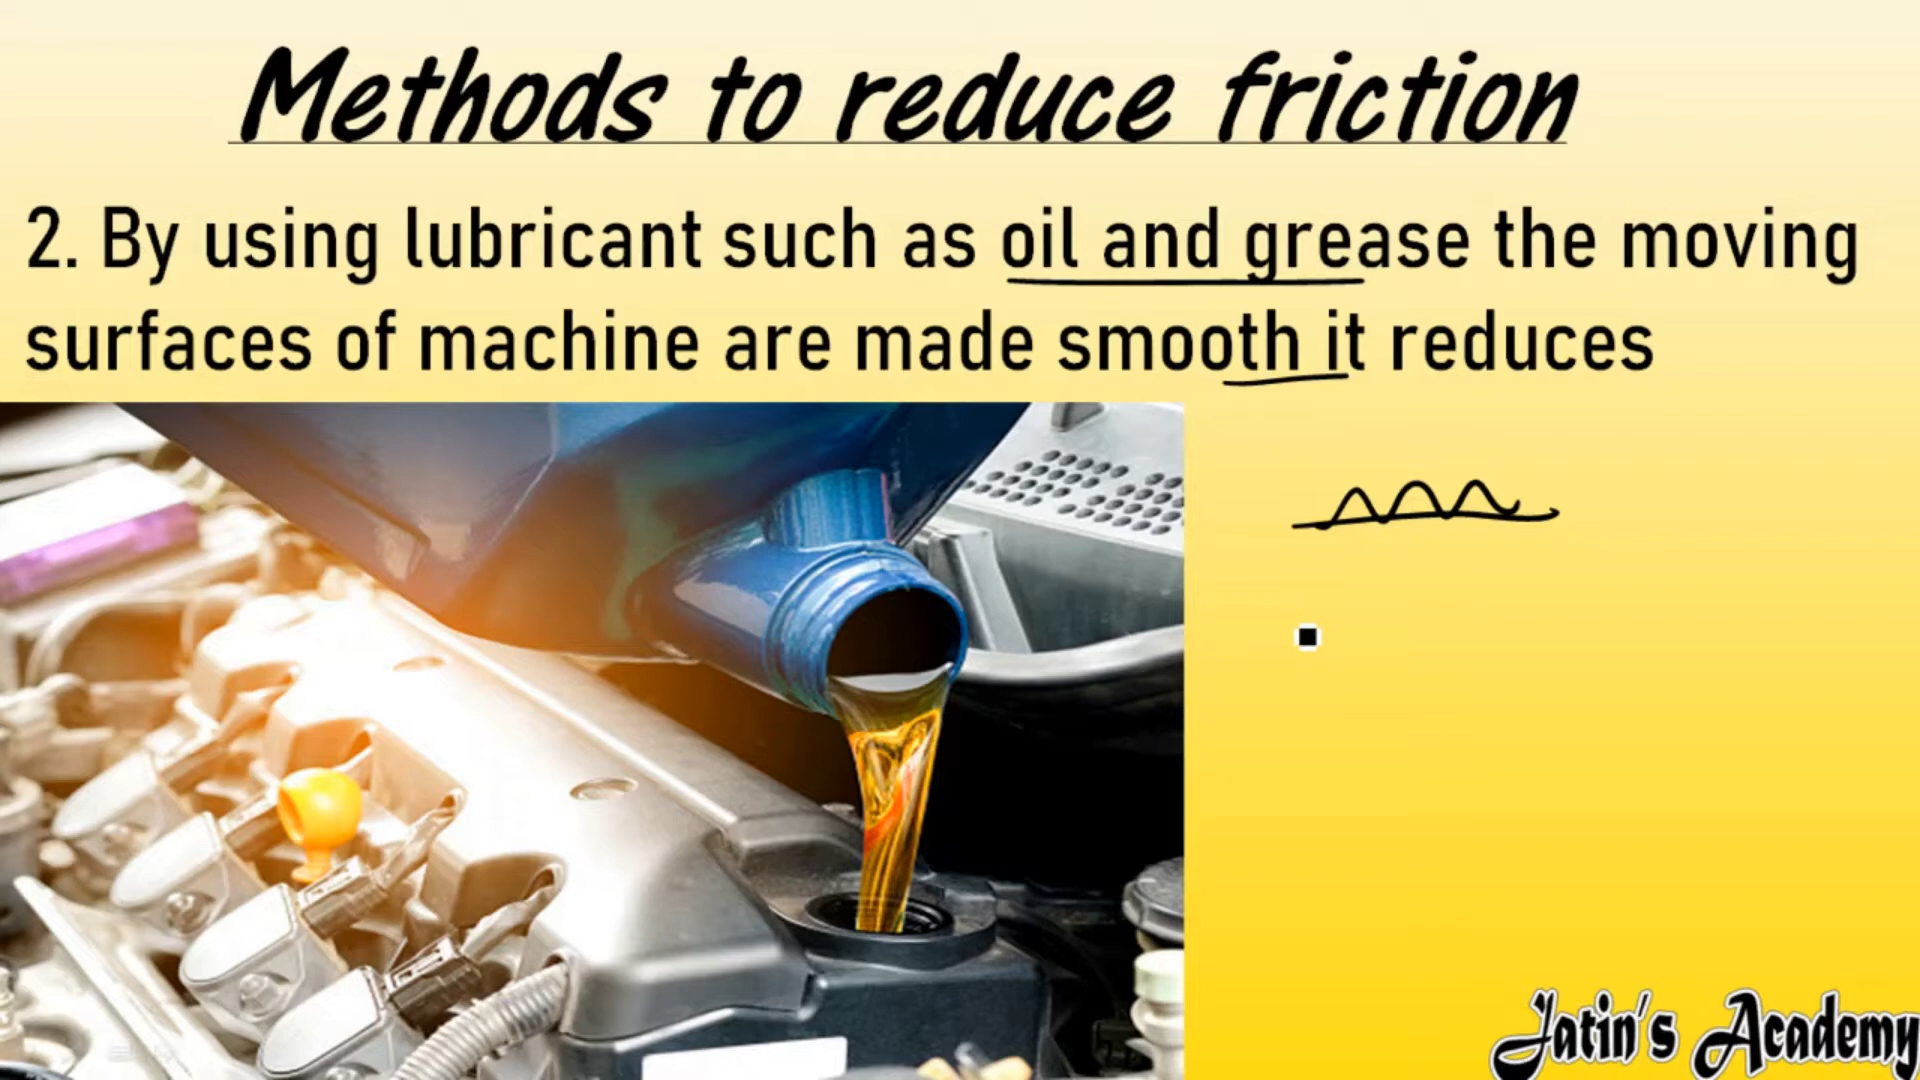 Methods to reduce friction
2. By using lubricant such as oil and grease the moving
surfaces of machine are made smooth it reduces
Jatin's Academy